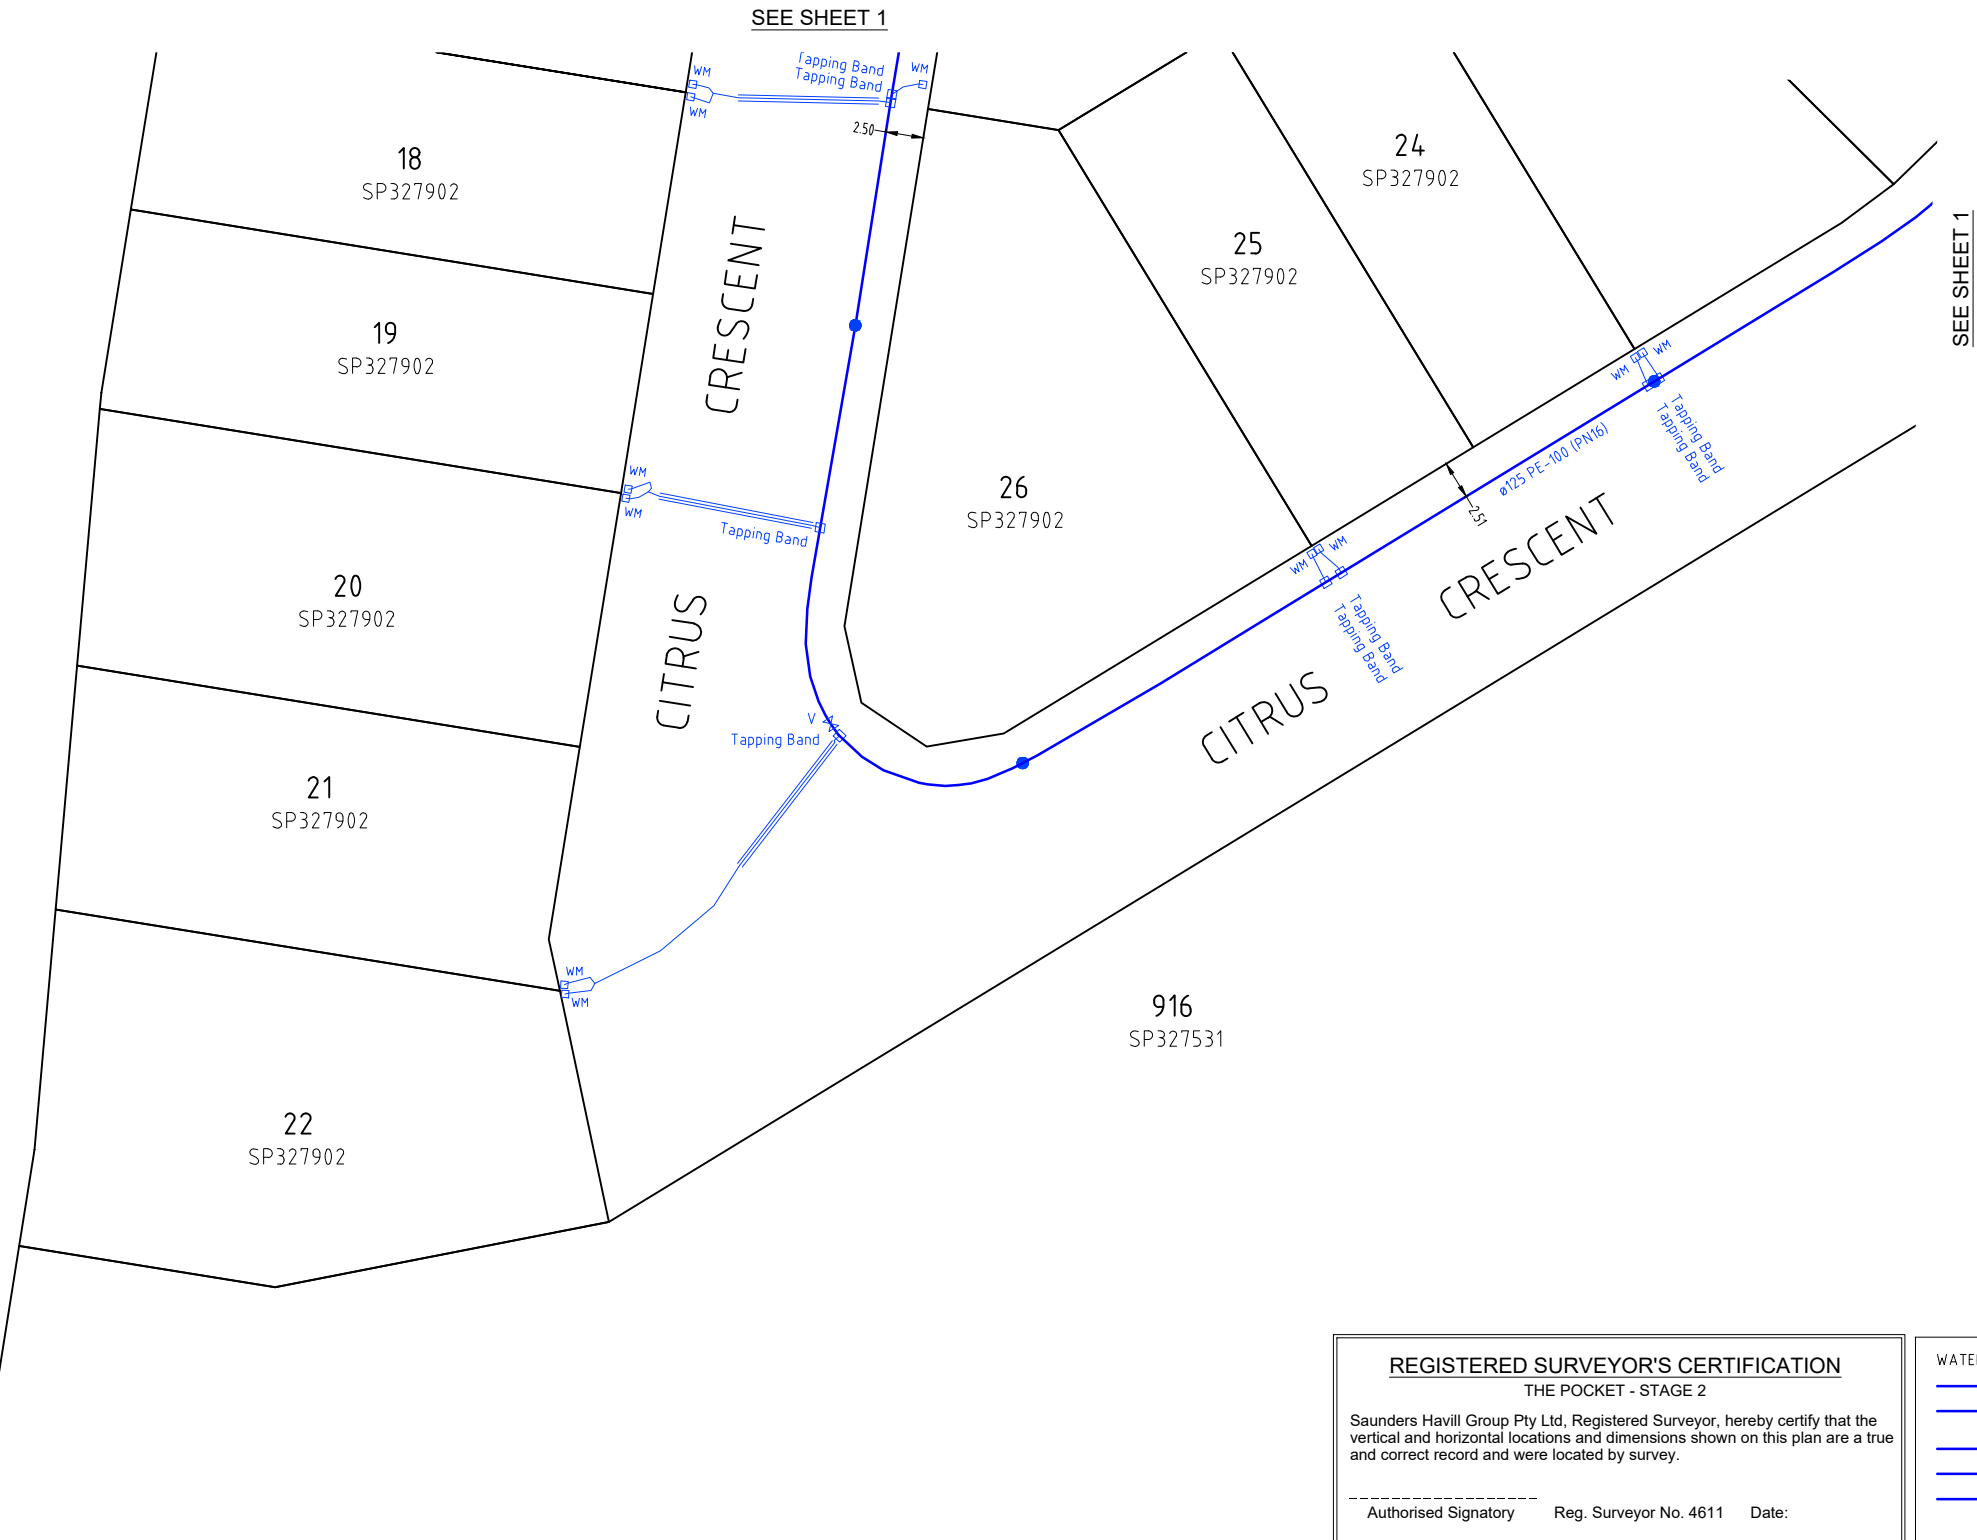 SEE SHEET 1
Tapping Band
Tapping Band
WM
WM
WM
2.50
18
SP327902
24
SP327902
25
SP327902
SEE SHEET 1
CRESCENT
19
SP327902
WM
WM
Tapping Band
Tapping Band
ø125 PE-100 (PN16)
2.51
WM
WM
Tapping Band
26
SP327902
CRESCENT
WM
WM
Tapping Band
Tapping Band
20
SP327902
CITRUS
CITRUS
V
Tapping Band
21
SP327902
WM
WM
916
SP327531
22
SP327902
REGISTERED SURVEYOR'S CERTIFICATION
THE POCKET - STAGE 2
Saunders Havill Group Pty Ltd, Registered Surveyor, hereby certify that the
vertical and horizontal locations and dimensions shown on this plan are a true
and correct record and were located by survey.
Authorised Signatory Reg. Surveyor No. 4611 Date: